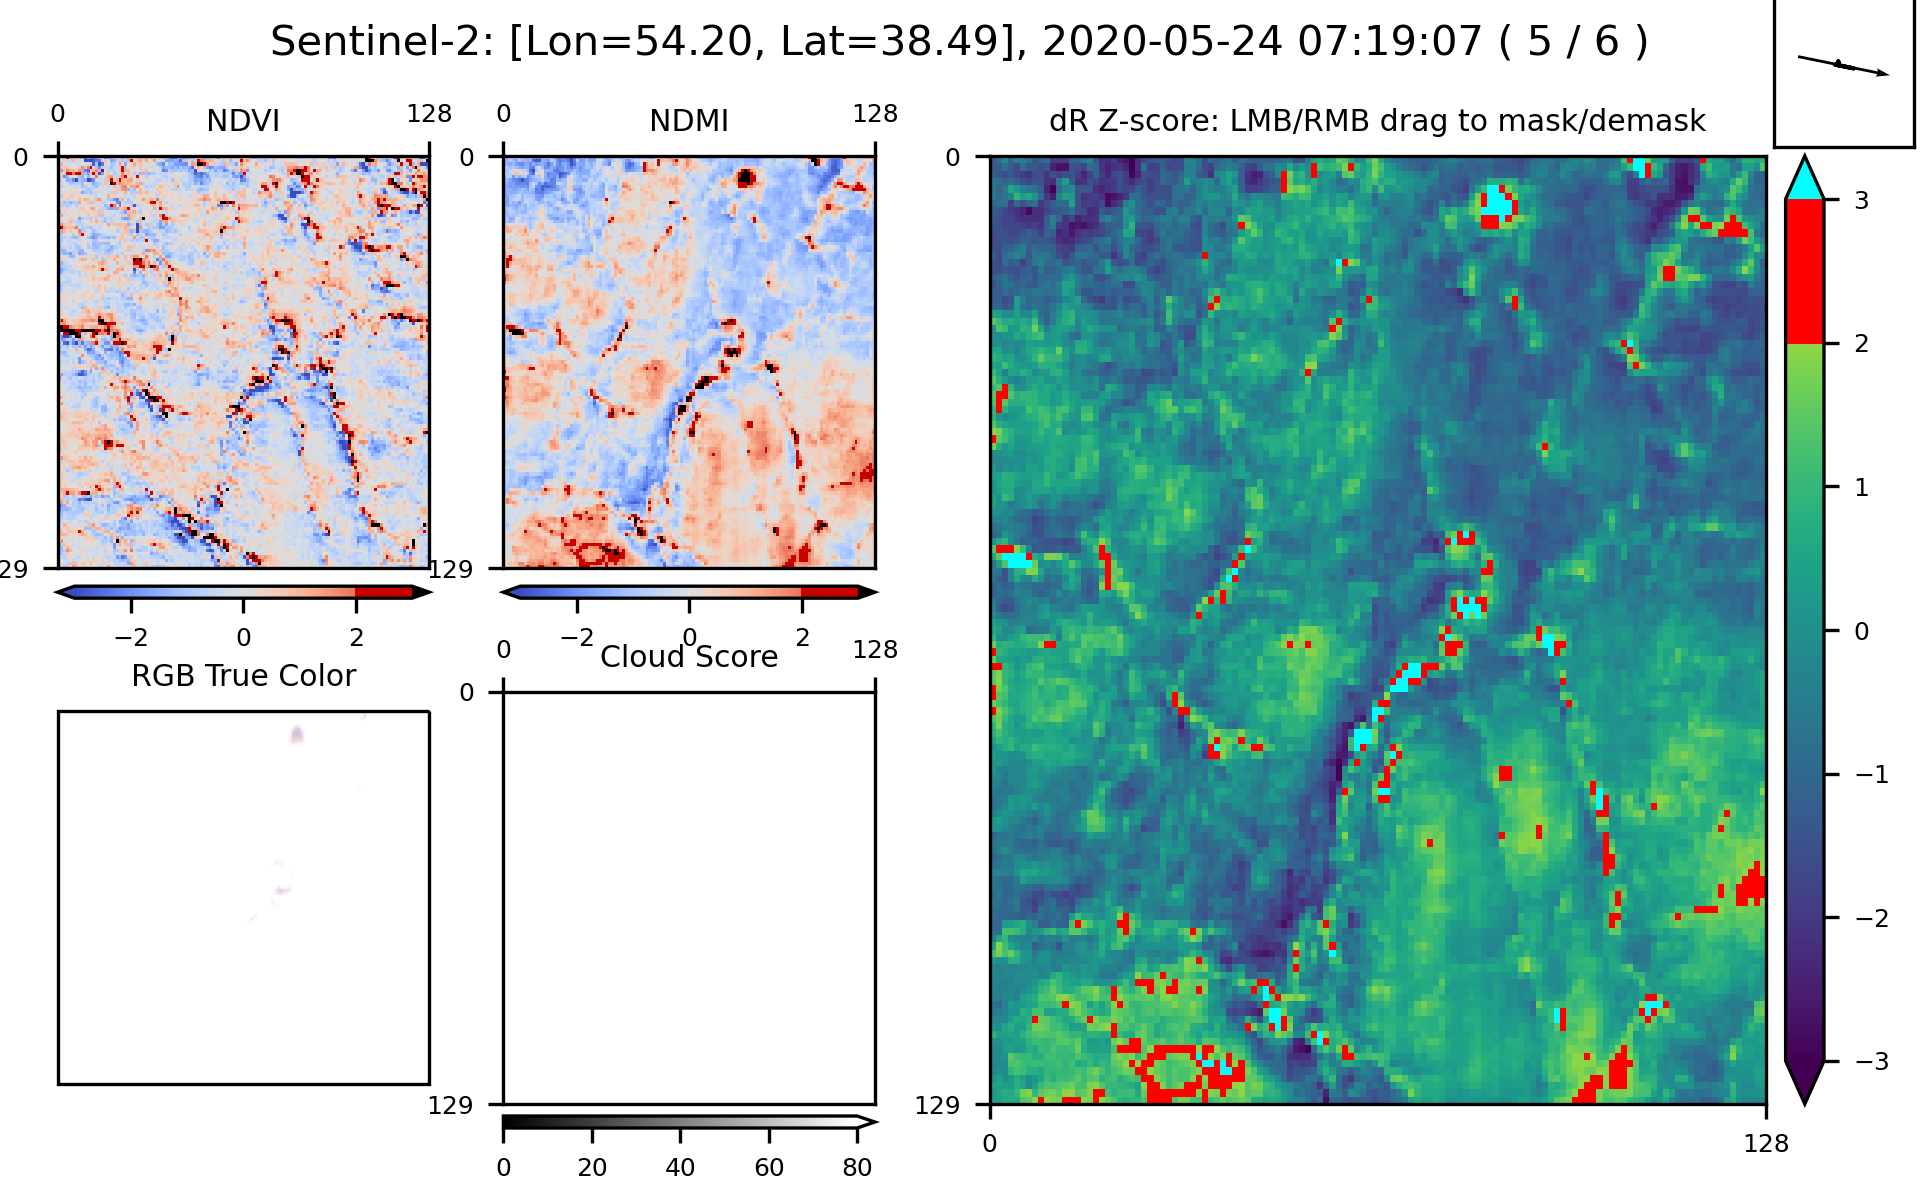 Sentinel-2: [Lon=54.20, Lat=38.49], 2020-05-24 07:19:07 ( 5 / 6 )
0 NDVI 128
0 NDMI 128
dR Z-score: LMB/RMB drag to mask/demask
0
0
0
29
129
−2 0 2
−2 0 2
RGB True Color
0 Cloud Score 128
0
129
0 20 40 60 80
129
0 128
3
2
1
0
−1
−2
−3